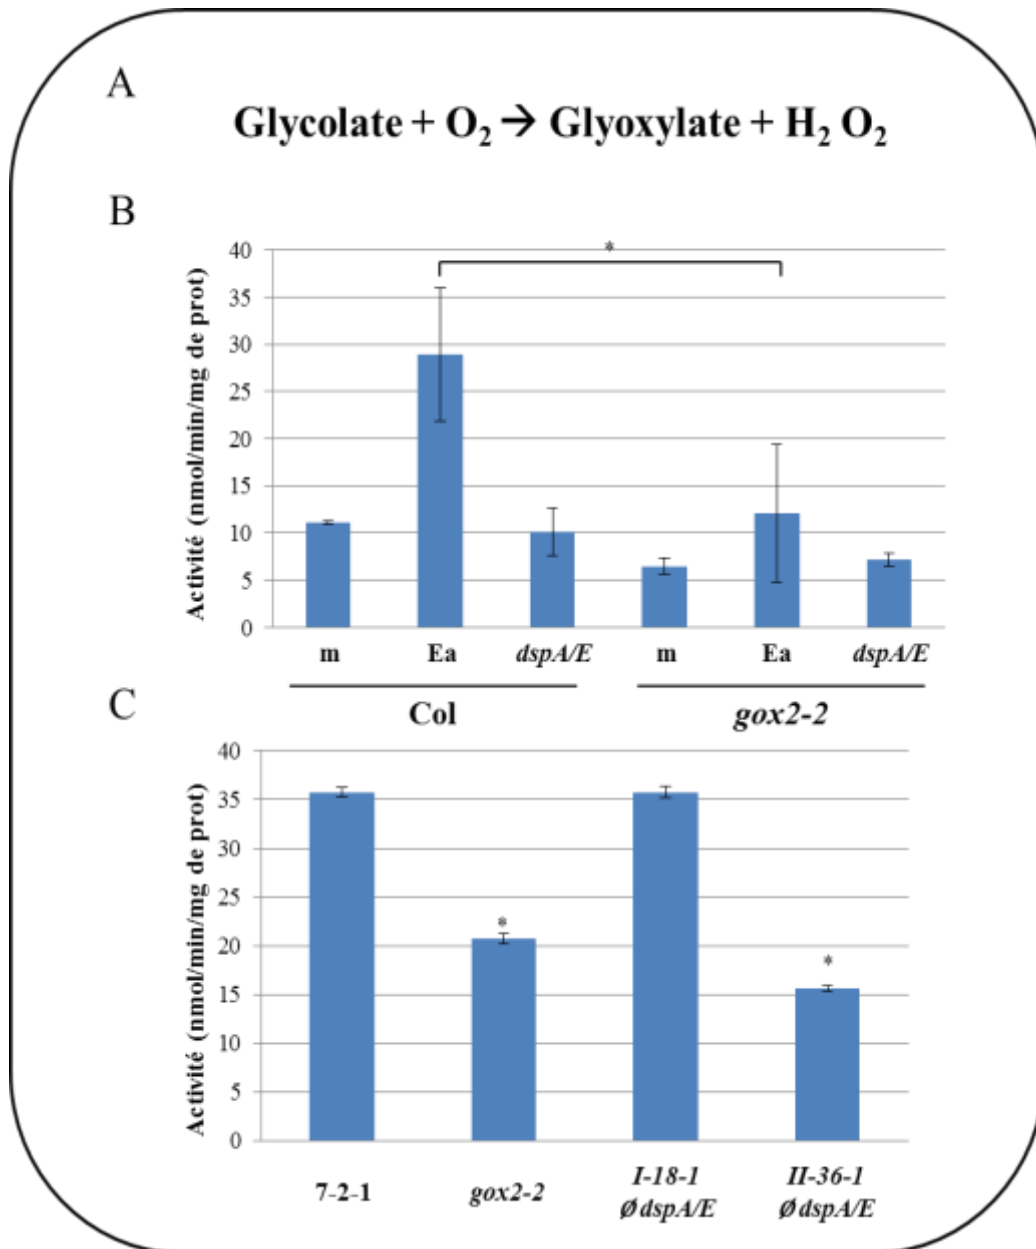 A
Glycolate + O₂ → Glyoxylate + H₂ O₂
B
Activité (nmol/min/mg de prot)
40
35
30
25
20
15
10
5
0
*
m Ea dspA/E m Ea dspA/E
Col gox2-2
C
Activité (nmol/min/mg de prot)
40
35
30
25
20
15
10
5
0
*
*
7-2-1 gox2-2 I-18-1 II-36-1
Ø dspA/E Ø dspA/E